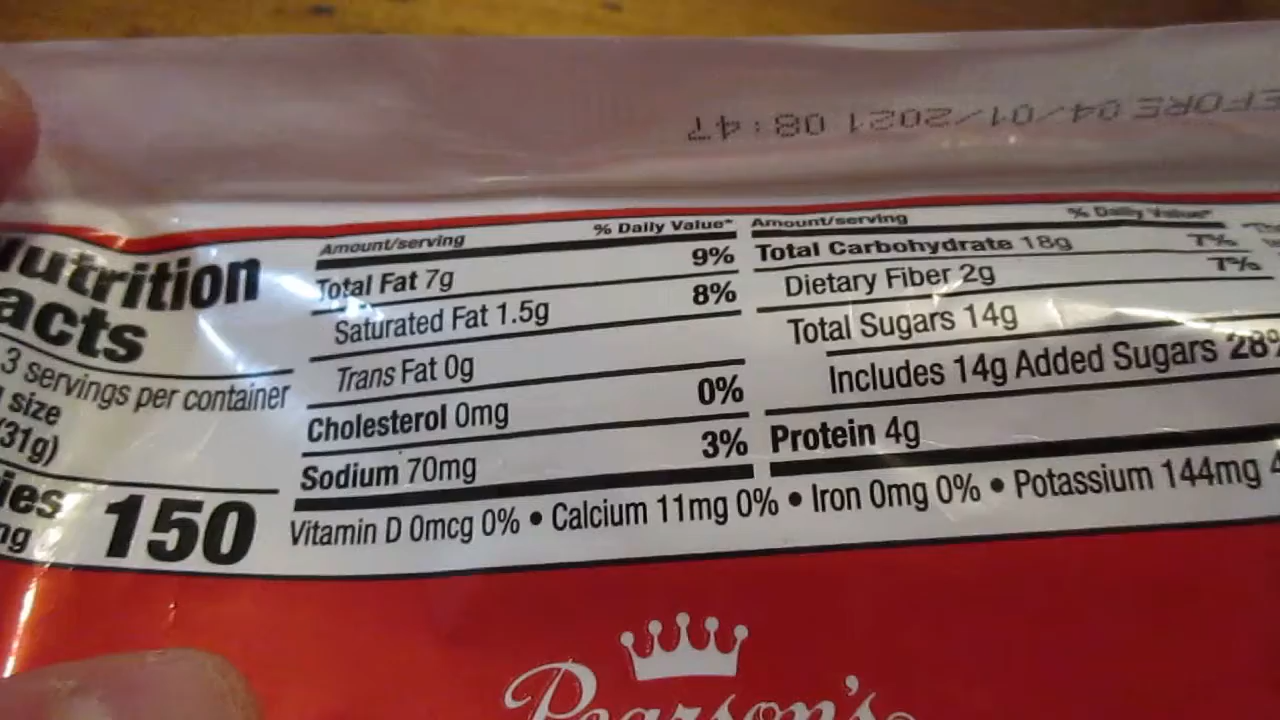 EFORE 04/01/2021 08:47
Nutrition
acts
3 servings per container
size
(31g)
ies 150
ng
Amount/serving % Daily Value*
Total Fat 7g 9%
Saturated Fat 1.5g 8%
Trans Fat 0g
Cholesterol 0mg 0%
Sodium 70mg 3%
Amount/serving % Daily Value*
Total Carbohydrate 18g 7%
Dietary Fiber 2g 7%
Total Sugars 14g
Includes 14g Added Sugars 28%
Protein 4g
Vitamin D 0mcg 0% • Calcium 11mg 0% • Iron 0mg 0% • Potassium 144mg 4
Pearson's